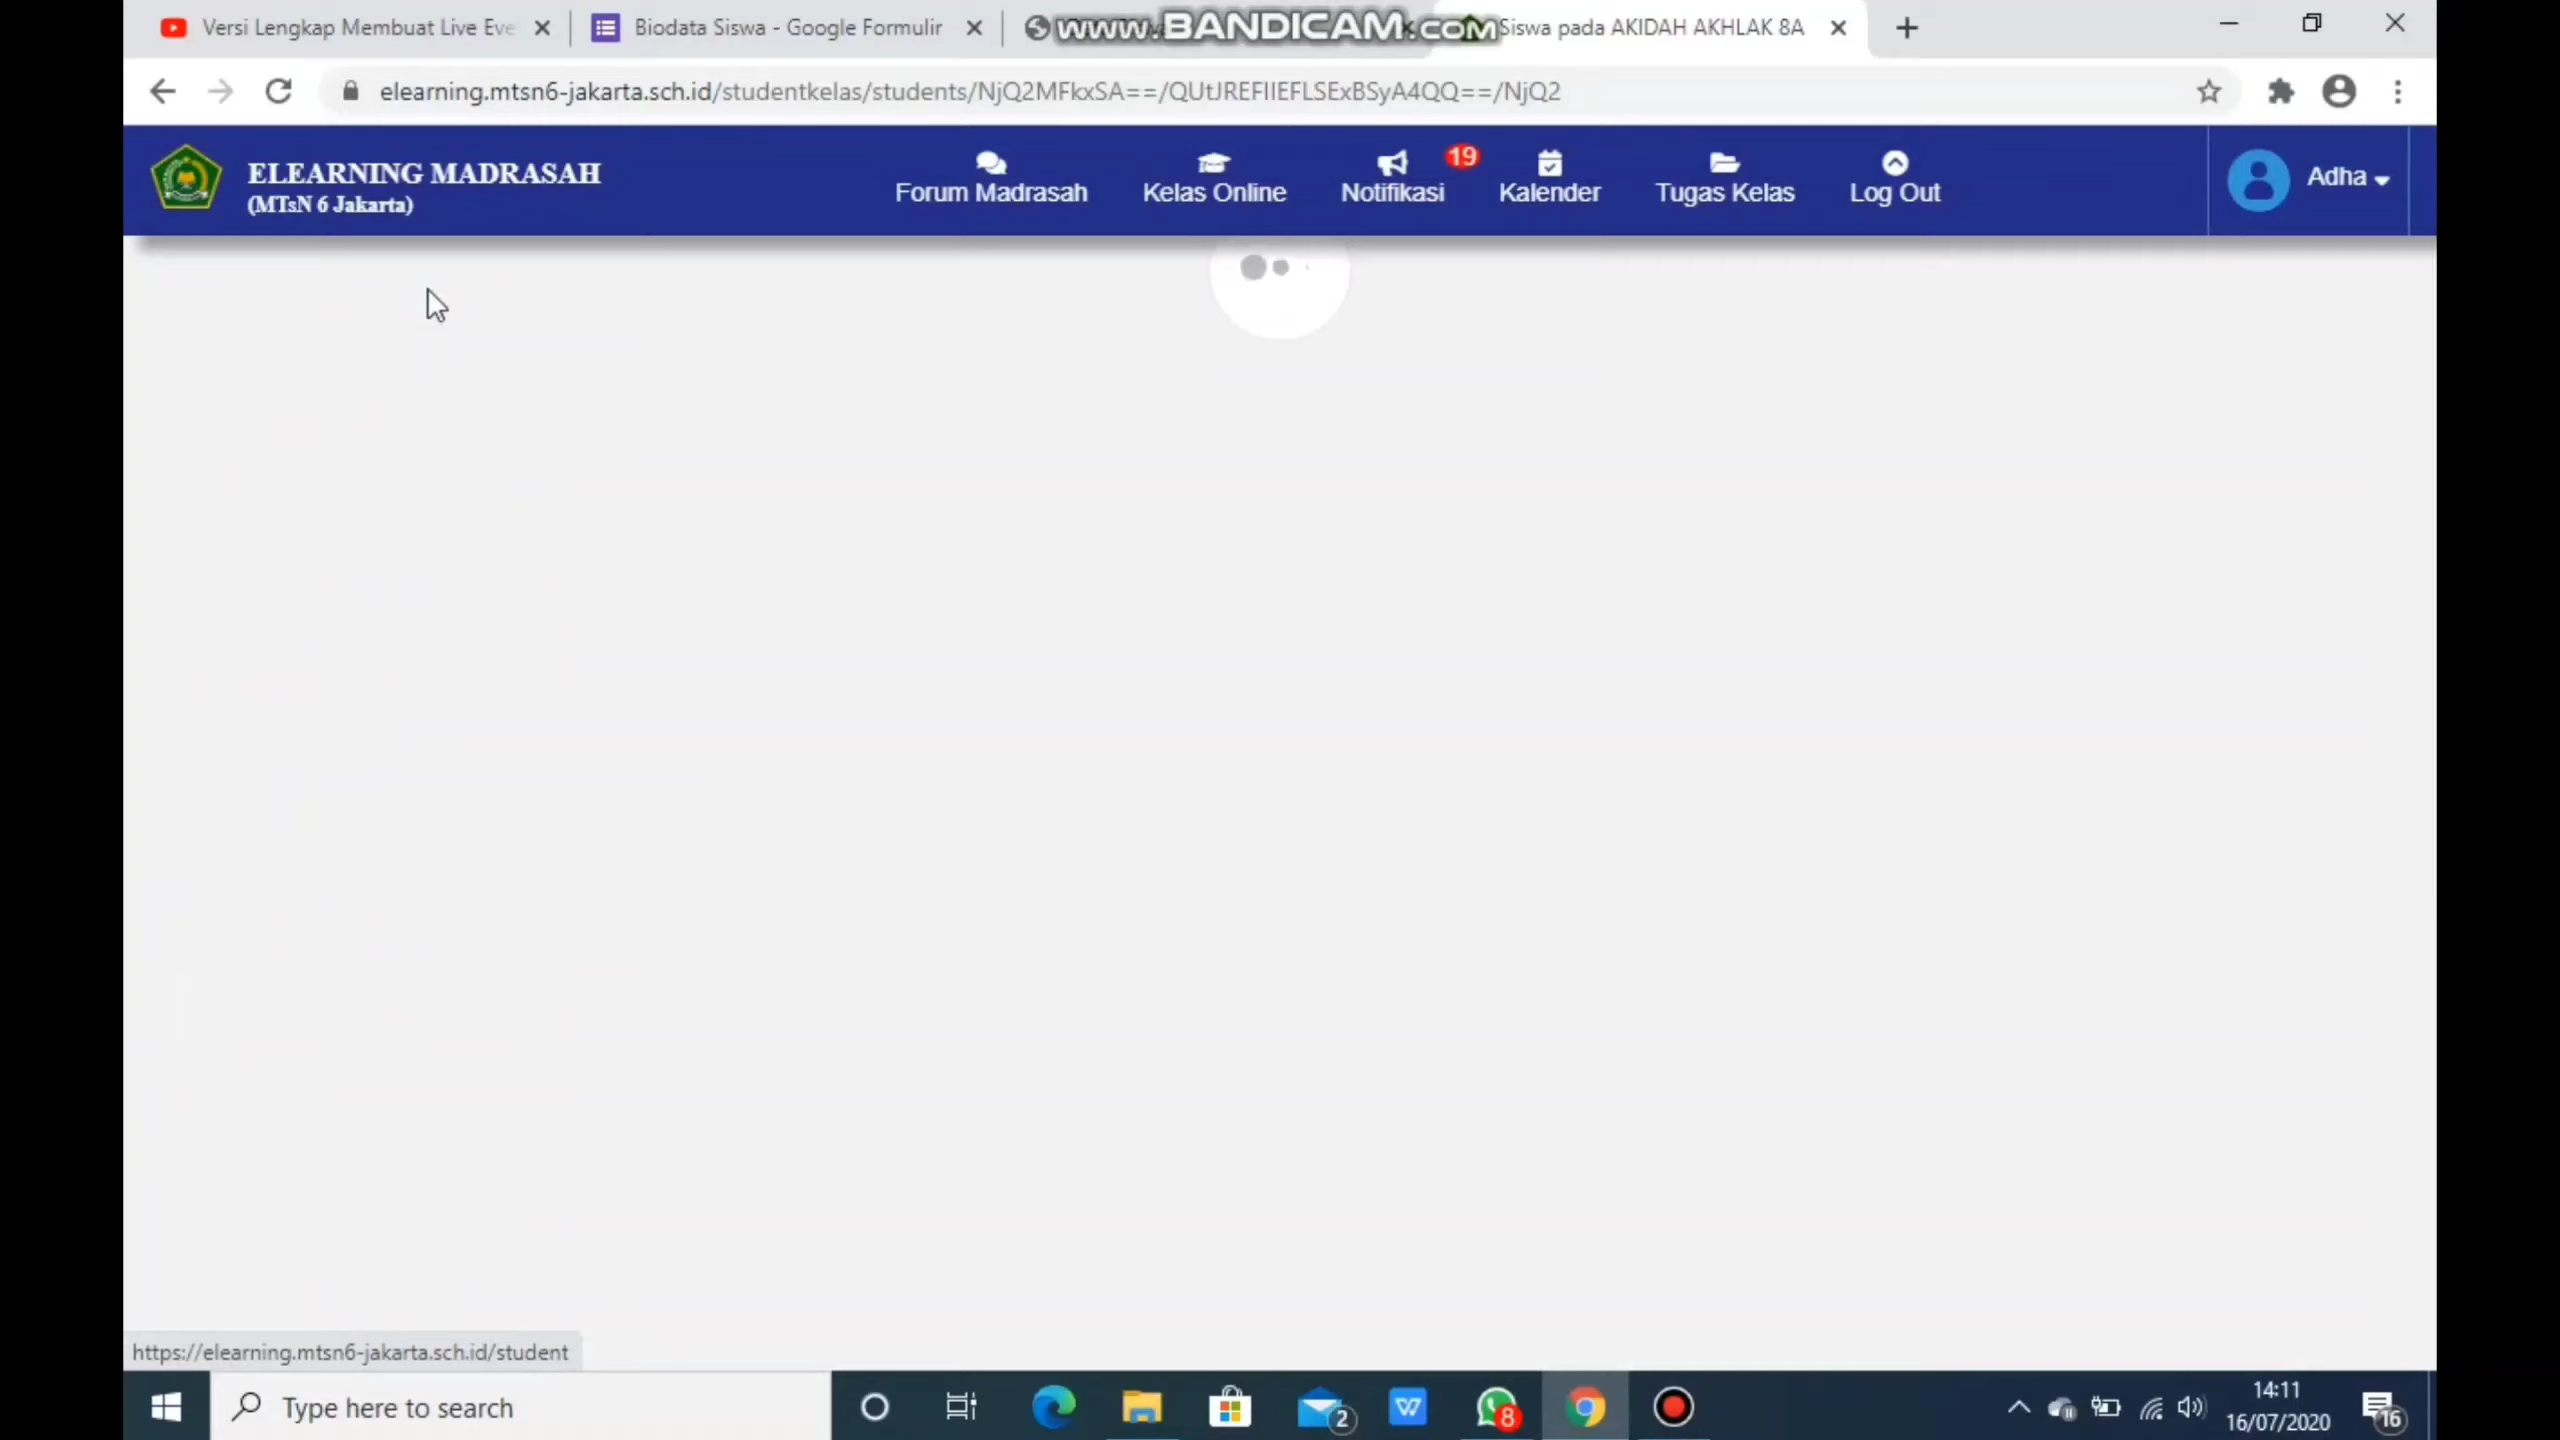 Versi Lengkap Membuat Live Eve
Biodata Siswa - Google Formulir
www.BANDICAM.com
Siswa pada AKIDAH AKHLAK 8A
elearning.mtsn6-jakarta.sch.id/studentkelas/students/NjQ2MFkxSA==/QUtJREFIIEFLSExBSyA4QQ==/NjQ2
ELEARNING MADRASAH
(MTsN 6 Jakarta)
Forum Madrasah
Kelas Online
Notifikasi
19
Kalender
Tugas Kelas
Log Out
Adha
https://elearning.mtsn6-jakarta.sch.id/student
Type here to search
2
8
14:11
16/07/2020
16